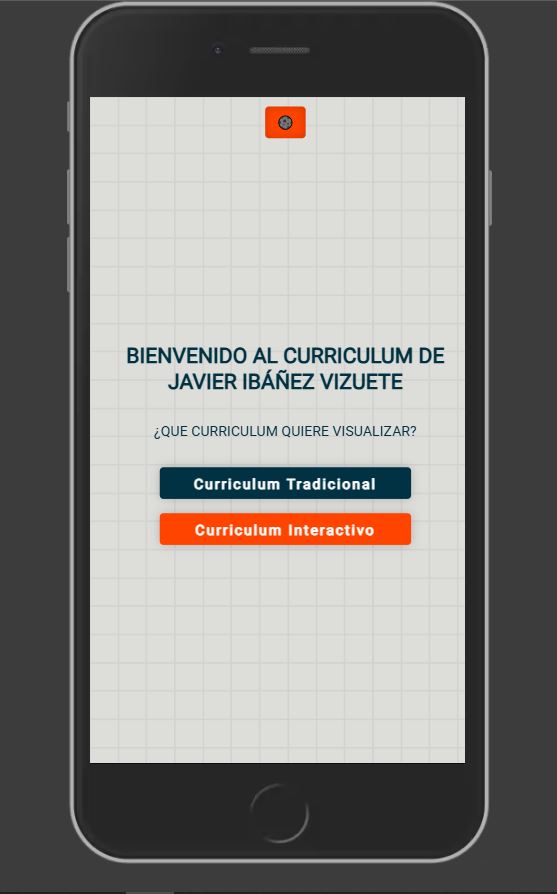 BIENVENIDO AL CURRICULUM DE
JAVIER IBÁÑEZ VIZUETE
¿QUE CURRICULUM QUIERE VISUALIZAR?
Curriculum Tradicional
Curriculum Interactivo